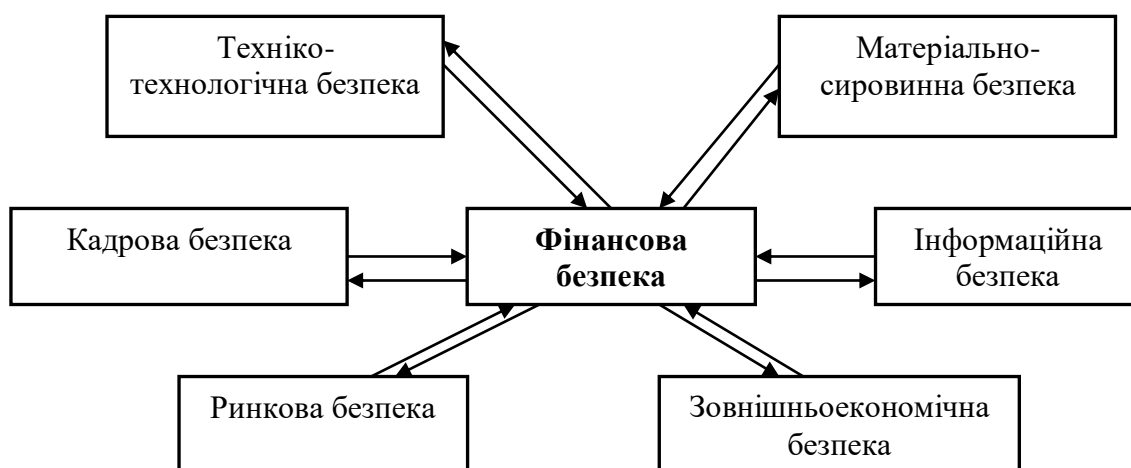 Техніко-
технологічна безпека
Матеріально-
сировинна безпека
Кадрова безпека
Фінансова
безпека
Інформаційна
безпека
Ринкова безпека
Зовнішньоекономічна
безпека